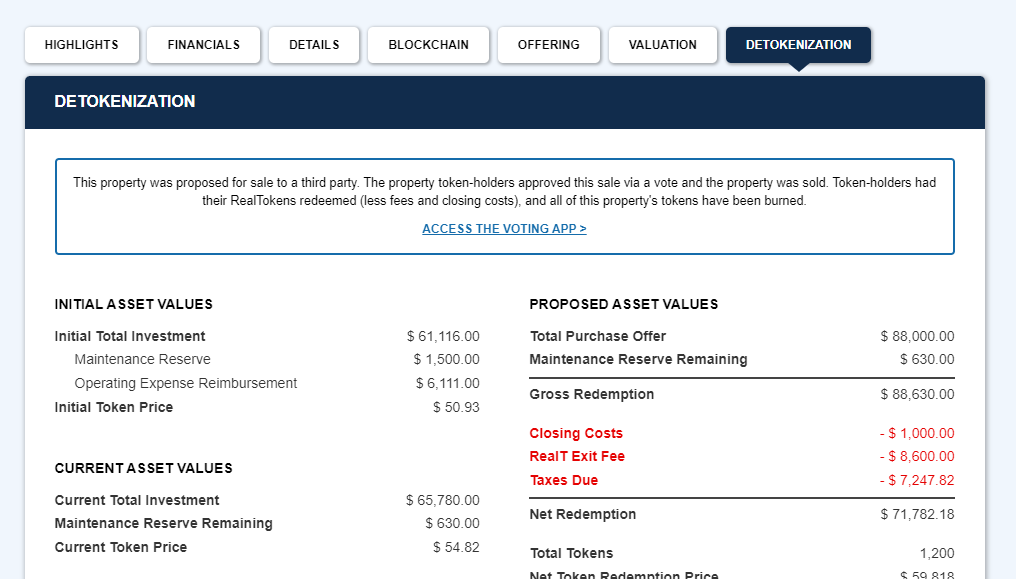 HIGHLIGHTS FINANCIALS DETAILS BLOCKCHAIN OFFERING VALUATION DETOKENIZATION
DETOKENIZATION
This property was proposed for sale to a third party. The property token-holders approved this sale via a vote and the property was sold. Token-holders had
their RealTokens redeemed (less fees and closing costs), and all of this property's tokens have been burned.
ACCESS THE VOTING APP >
INITIAL ASSET VALUES
Initial Total Investment $ 61,116.00
Maintenance Reserve $ 1,500.00
Operating Expense Reimbursement $ 6,111.00
Initial Token Price $ 50.93
CURRENT ASSET VALUES
Current Total Investment $ 65,780.00
Maintenance Reserve Remaining $ 630.00
Current Token Price $ 54.82
PROPOSED ASSET VALUES
Total Purchase Offer $ 88,000.00
Maintenance Reserve Remaining $ 630.00
Gross Redemption $ 88,630.00
Closing Costs - $ 1,000.00
RealT Exit Fee - $ 8,600.00
Taxes Due - $ 7,247.82
Net Redemption $ 71,782.18
Total Tokens 1,200
Net Token Redemption Price $ 59.818